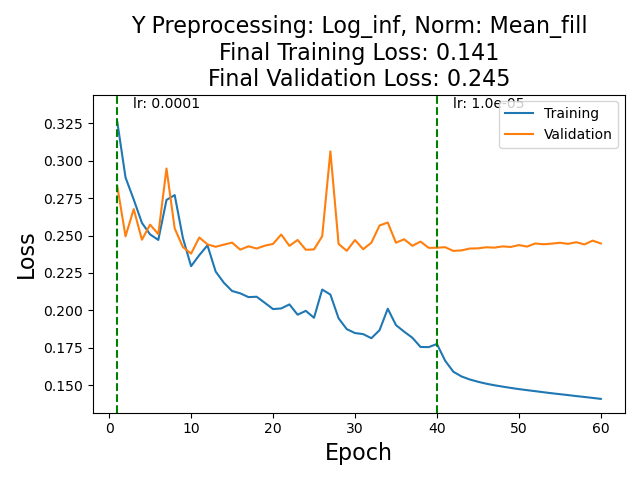 Y Preprocessing: Log_inf, Norm: Mean_fill
Final Training Loss: 0.141
Final Validation Loss: 0.245
lr: 0.0001
lr: 1.0e-05
Training
Validation
0.325
0.300
0.275
0.250
0.225
0.200
0.175
0.150
Loss
0
10
20
30
40
50
60
Epoch